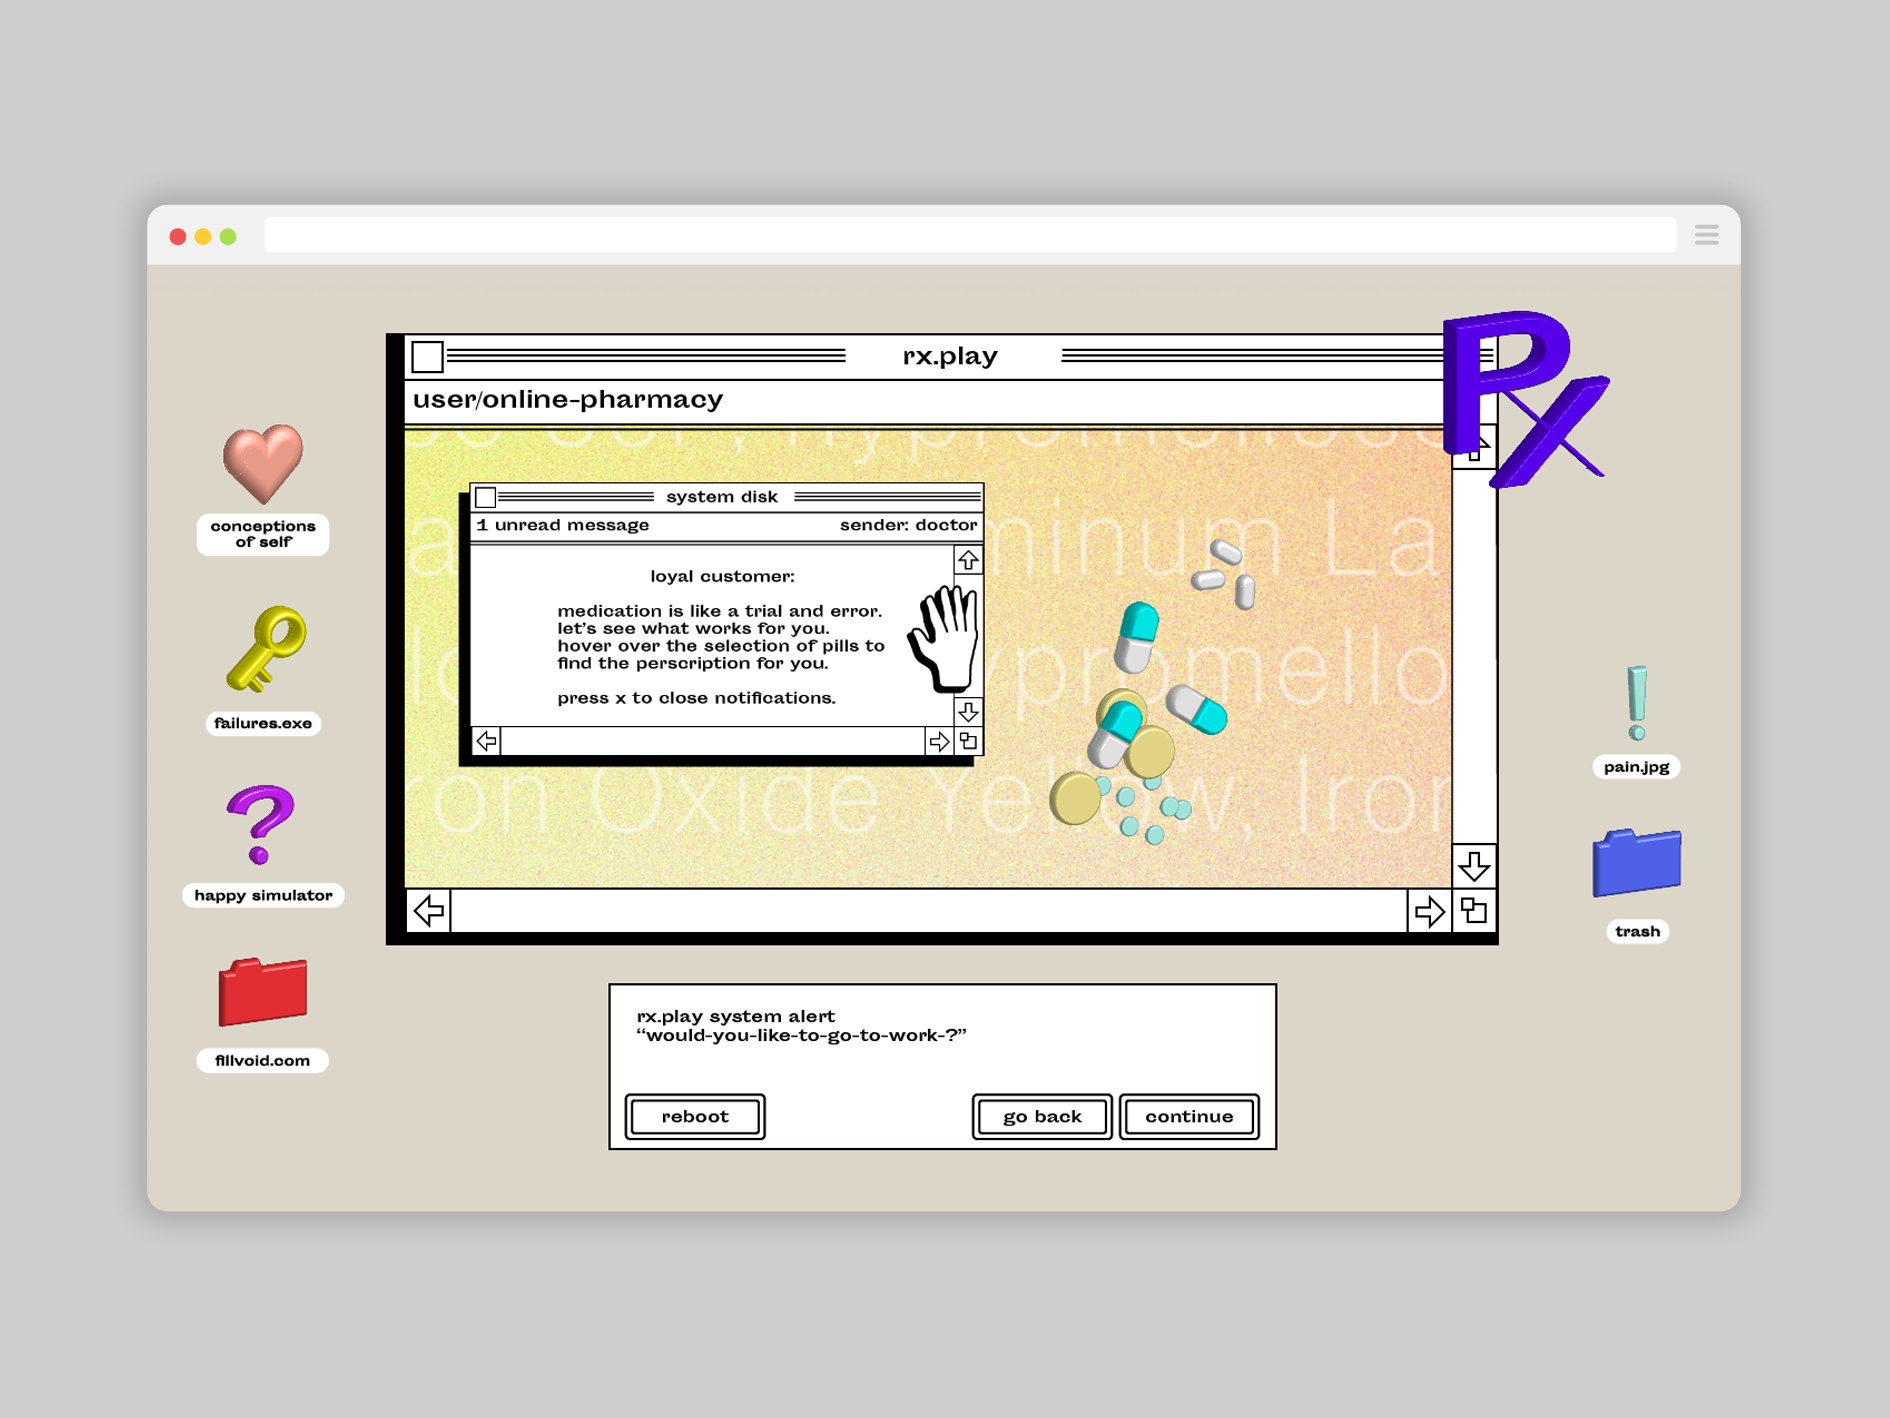 rx.play
user/online-pharmacy
Rx
system disk
1 unread message
sender: doctor
loyal customer:
medication is like a trial and error.
let's see what works for you.
hover over the selection of pills to
find the perscription for you.
press x to close notifications.
minum La
ypromello
ron Oxide Yellow, Iron
conceptions
of self
failures.exe
happy simulator
fillvoid.com
pain.jpg
trash
rx.play system alert
“would-you-like-to-go-to-work-?”
reboot
go back
continue